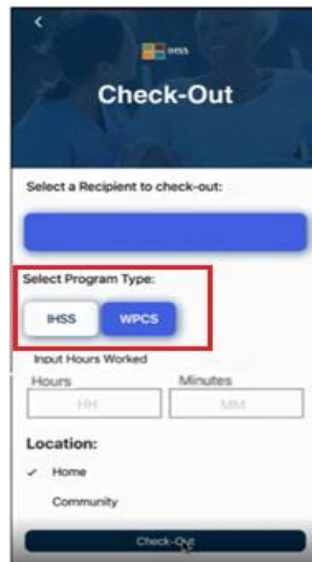 IHSS
Check-Out
Select a Recipient to check-out:
Select Program Type:
IHSS WPCS
Input Hours Worked
Hours Minutes
HH MM
Location:
✓ Home
Community
Check-Out